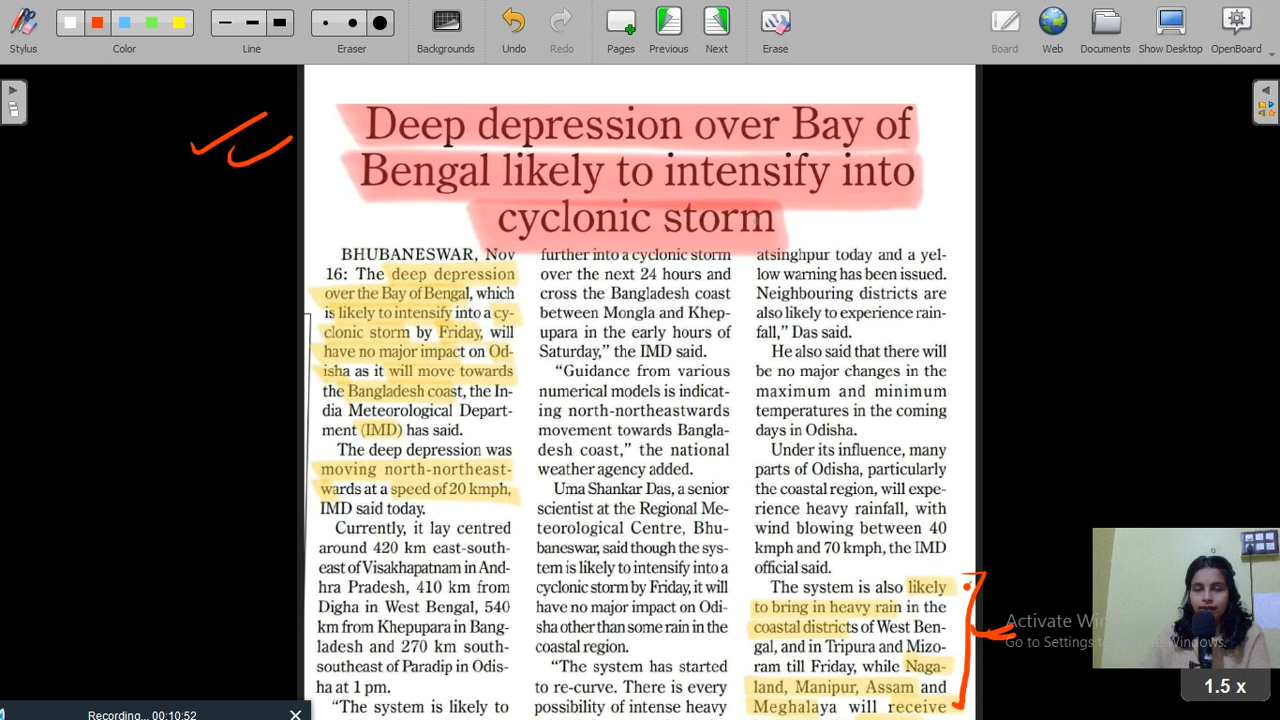 Stylus
Color
Line
Eraser
Backgrounds
Undo
Redo
Pages
Previous
Next
Erase
Board
Web
Documents
Show Desktop
OpenBoard
Deep depression over Bay of
Bengal likely to intensify into
cyclonic storm
BHUBANESWAR, Nov
16: The deep depression
over the Bay of Bengal, which
is likely to intensify into a cy-
clonic storm by Friday, will
have no major impact on Od-
isha as it will move towards
the Bangladesh coast, the In-
dia Meteorological Depart-
ment (IMD) has said.
The deep depression was
moving north-northeast-
wards at a speed of 20 kmph,
IMD said today.
Currently, it lay centred
around 420 km east-south-
east of Visakhapatnam in And-
hra Pradesh, 410 km from
Digha in West Bengal, 540
km from Khepupara in Bang-
ladesh and 270 km south-
southeast of Paradip in Odis-
ha at 1 pm.
"The system is likely to
further into a cyclonic storm
over the next 24 hours and
cross the Bangladesh coast
between Mongla and Khep-
upara in the early hours of
Saturday," the IMD said.
"Guidance from various
numerical models is indicat-
ing north-northeastwards
movement towards Bangla-
desh coast," the national
weather agency added.
Uma Shankar Das, a senior
scientist at the Regional Me-
teorological Centre, Bhu-
baneswar, said though the sys-
tem is likely to intensify into a
cyclonic storm by Friday, it will
have no major impact on Odi-
sha other than some rain in the
coastal region.
"The system has started
to re-curve. There is every
possibility of intense heavy
atsinghpur today and a yel-
low warning has been issued.
Neighbouring districts are
also likely to experience rain-
fall," Das said.
He also said that there will
be no major changes in the
maximum and minimum
temperatures in the coming
days in Odisha.
Under its influence, many
parts of Odisha, particularly
the coastal region, will expe-
rience heavy rainfall, with
wind blowing between 40
kmph and 70 kmph, the IMD
official said.
The system is also likely
to bring in heavy rain in the
coastal districts of West Ben-
gal, and in Tripura and Mizo-
ram till Friday, while Naga-
land, Manipur, Assam and
Meghalaya will receive
Activate Win
Go to Settings to activate Windows.
1.5 x
Recording... 00:10:52